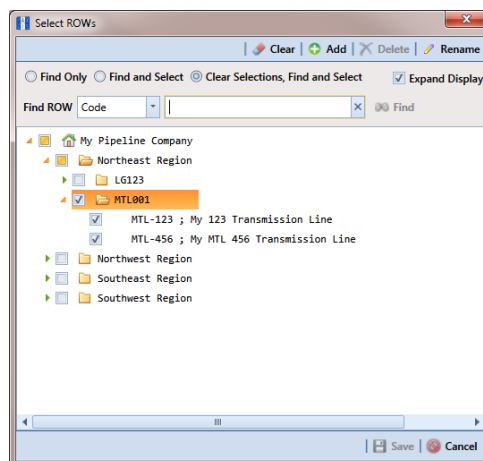 Select ROWs
Clear Add Delete Rename
Find Only Find and Select Clear Selections, Find and Select Expand Display
Find ROW Code Find
My Pipeline Company
Northeast Region
LG123
MTL001
MTL-123 ; My 123 Transmission Line
MTL-456 ; My MTL 456 Transmission Line
Northwest Region
Southeast Region
Southwest Region
Save Cancel